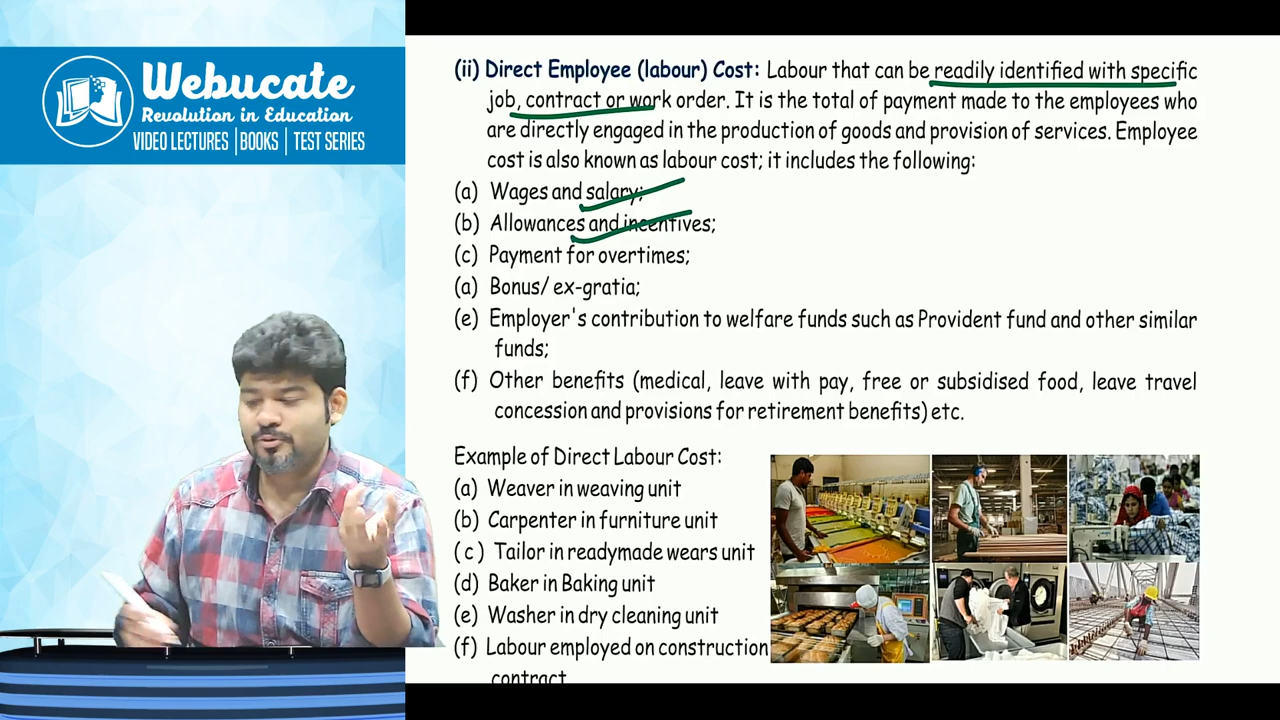 Webucate
Revolution in Education
VIDEO LECTURES | BOOKS | TEST SERIES
(ii) Direct Employee (labour) Cost: Labour that can be readily identified with specific
job, contract or work order. It is the total of payment made to the employees who
are directly engaged in the production of goods and provision of services. Employee
cost is also known as labour cost; it includes the following:
(a) Wages and salary;
(b) Allowances and incentives;
(c) Payment for overtimes;
(a) Bonus/ ex-gratia;
(e) Employer's contribution to welfare funds such as Provident fund and other similar
funds;
(f) Other benefits (medical, leave with pay, free or subsidised food, leave travel
concession and provisions for retirement benefits) etc.
Example of Direct Labour Cost:
(a) Weaver in weaving unit
(b) Carpenter in furniture unit
( c ) Tailor in readymade wears unit
(d) Baker in Baking unit
(e) Washer in dry cleaning unit
(f) Labour employed on construction
contract